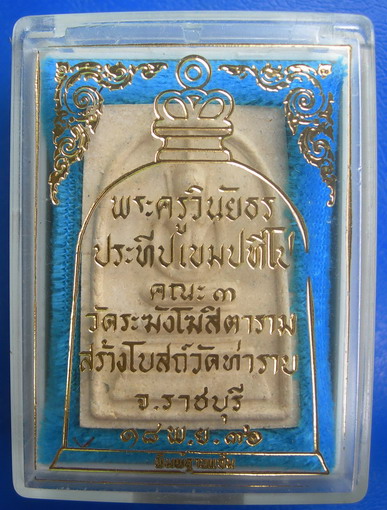 พระครูวินัยธร
ประทีป เขมปทีโป
คณะ ๓
วัดระฆังโฆสิตาราม
สร้างโบสถ์วัดท่าราบ
จ.ราชบุรี
๑๘ พ.ย. ๓๖